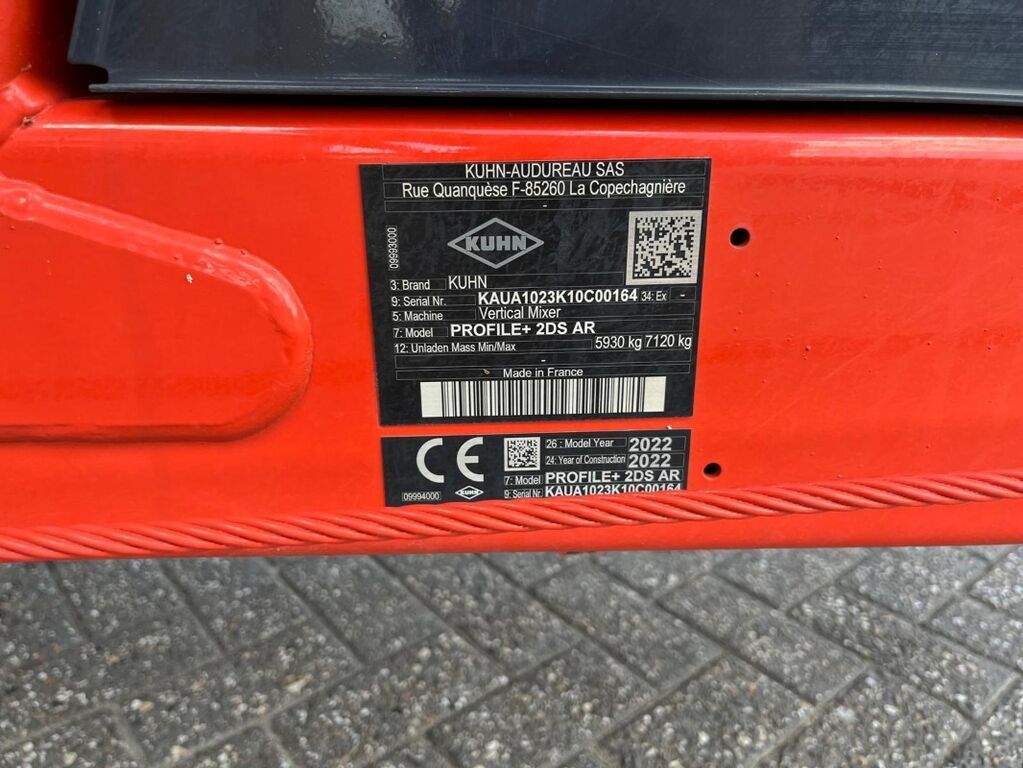 KUHN-AUDUREAU SAS
Rue Quanquèse F-85260 La Copechagnière
-
09993000
KUHN
3: Brand KUHN
9: Serial Nr. KAUA1023K10C00164 34: Ex -
5: Machine Vertical Mixer
7: Model PROFILE+ 2DS AR
12: Unladen Mass Min/Max 5930 kg 7120 kg
-
Made in France
CE 26 : Model Year 2022
24: Year of Construction 2022
7: Model PROFILE+ 2DS AR
09994000 KUHN 9: Serial Nr. KAUA1023K10C00164